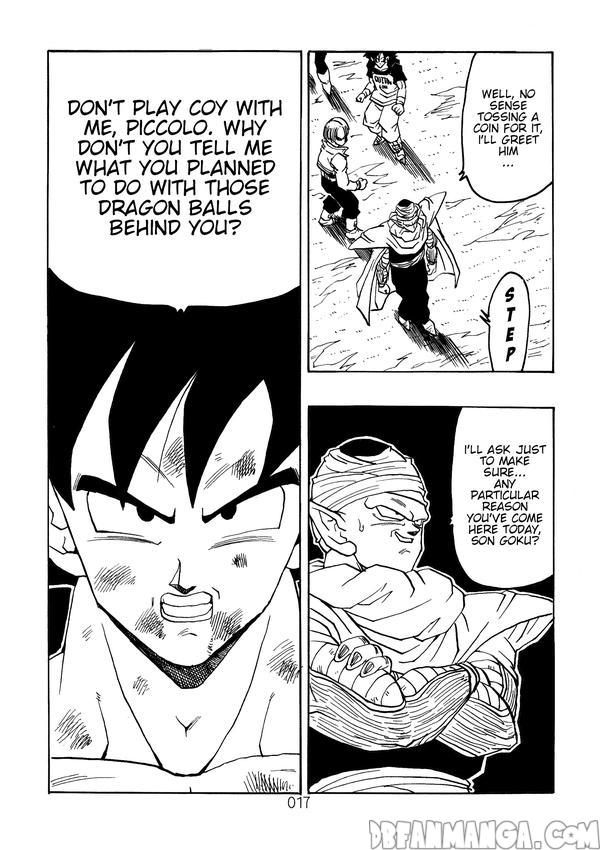 WELL, NO
SENSE
TOSSING A
COIN FOR IT,
I'LL GREET
HIM
...
STEP
I'LL ASK JUST
TO MAKE
SURE...
ANY
PARTICULAR
REASON
YOU'VE COME
HERE TODAY,
SON GOKU?
DON'T PLAY COY WITH
ME, PICCOLO. WHY
DON'T YOU TELL ME
WHAT YOU PLANNED
TO DO WITH THOSE
DRAGON BALLS
BEHIND YOU?
017
DBFANMANGA.COM